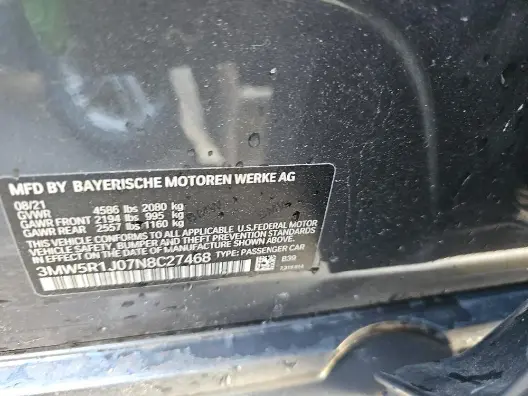 MFD BY BAYERISCHE MOTOREN WERKE AG
08/21
GVWR 4586 lbs 2080 kg
GAWR FRONT 2194 lbs 995 kg
GAWR REAR 2557 lbs 1160 kg
THIS VEHICLE CONFORMS TO ALL APPLICABLE U.S.FEDERAL MOTOR
VEHICLE SAFETY, BUMPER AND THEFT PREVENTION STANDARDS
IN EFFECT ON THE DATE OF MANUFACTURE SHOWN ABOVE.
3MW5R1J07N8C27468 TYPE: PASSENGER CAR
B39